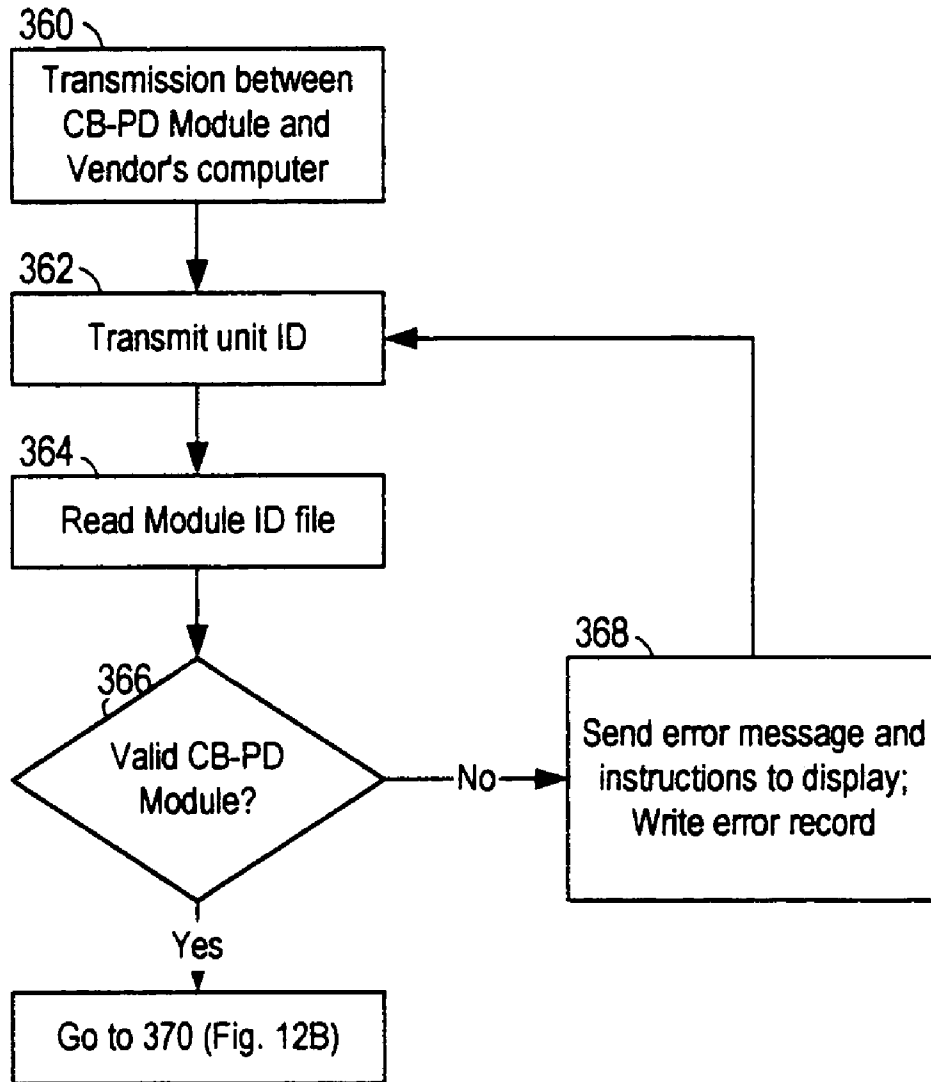 360
Transmission between
CB-PD Module and
Vendor's computer
362
Transmit unit ID
364
Read Module ID file
366
Valid CB-PD
Module?
No
368
Send error message and
instructions to display;
Write error record
Yes
Go to 370 (Fig. 12B)